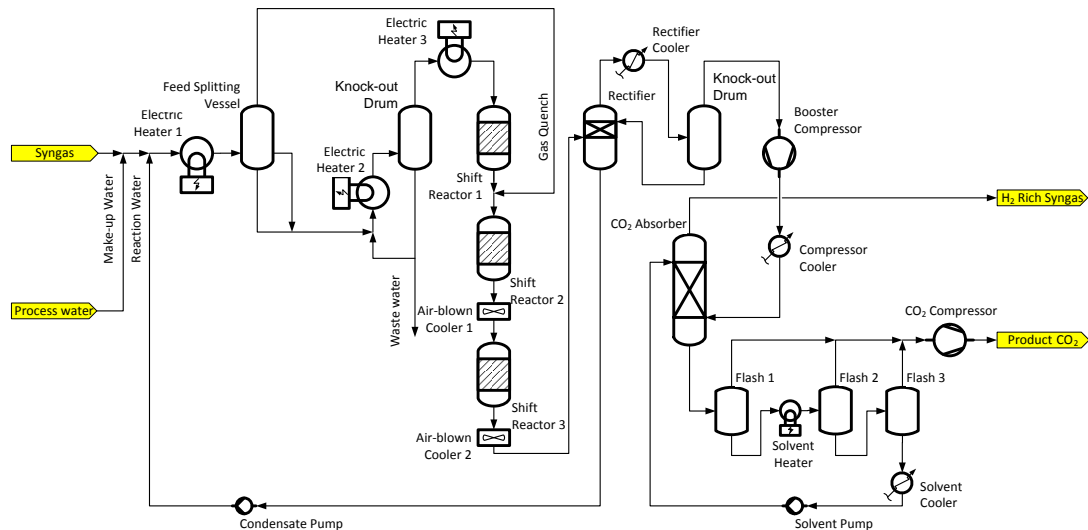 Electric
Heater 3
Rectifier
Cooler
Feed Splitting
Vessel
Knock-out
Drum
Rectifier
Knock-out
Drum
Booster
Compressor
Electric
Heater 1
Electric
Heater 2
Gas Quench
Syngas
Shift
Reactor 1
Make-up Water
Reaction Water
H2 Rich Syngas
CO2 Absorber
Compressor
Cooler
Shift
Reactor 2
Process water
Air-blown
Cooler 1
Waste water
CO2 Compressor
Product CO2
Flash 1
Flash 2
Flash 3
Shift
Reactor 3
Air-blown
Cooler 2
Solvent
Heater
Solvent
Cooler
Condensate Pump
Solvent Pump